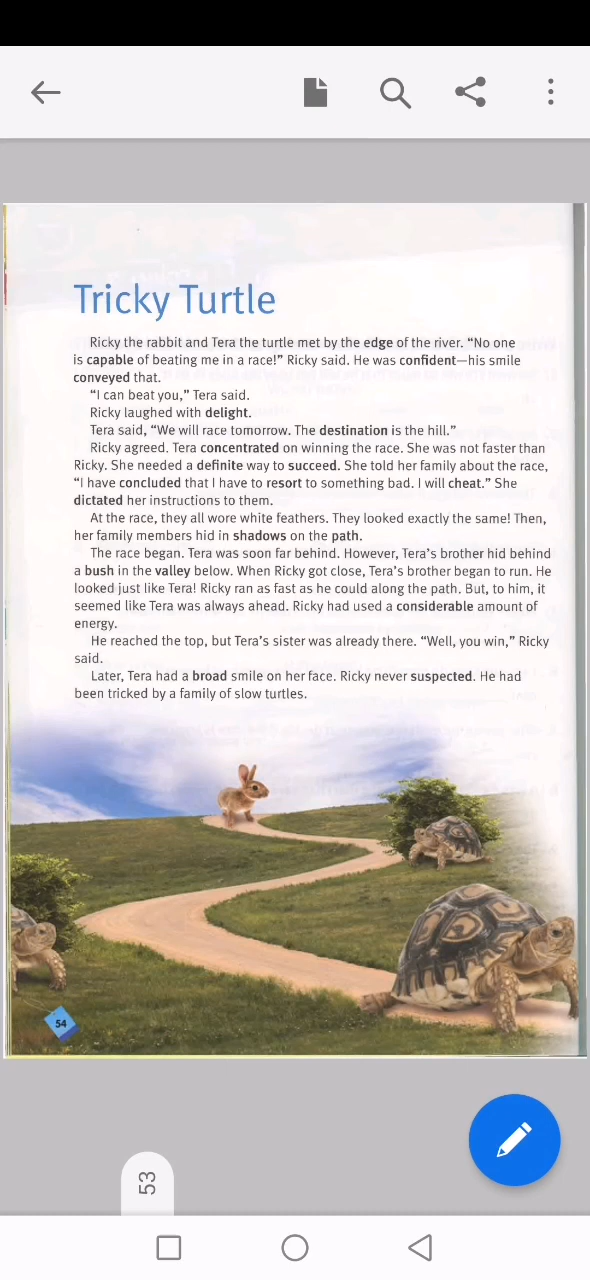 Tricky Turtle
Ricky the rabbit and Tera the turtle met by the edge of the river. “No one
is capable of beating me in a race!” Ricky said. He was confident—his smile
conveyed that.
“I can beat you,” Tera said.
Ricky laughed with delight.
Tera said, “We will race tomorrow. The destination is the hill.”
Ricky agreed. Tera concentrated on winning the race. She was not faster than
Ricky. She needed a definite way to succeed. She told her family about the race,
“I have concluded that I have to resort to something bad. I will cheat.” She
dictated her instructions to them.
At the race, they all wore white feathers. They looked exactly the same! Then,
her family members hid in shadows on the path.
The race began. Tera was soon far behind. However, Tera’s brother hid behind
a bush in the valley below. When Ricky got close, Tera’s brother began to run. He
looked just like Tera! Ricky ran as fast as he could along the path. But, to him, it
seemed like Tera was always ahead. Ricky had used a considerable amount of
energy.
He reached the top, but Tera’s sister was already there. “Well, you win,” Ricky
said.
Later, Tera had a broad smile on her face. Ricky never suspected. He had
been tricked by a family of slow turtles.
54
53